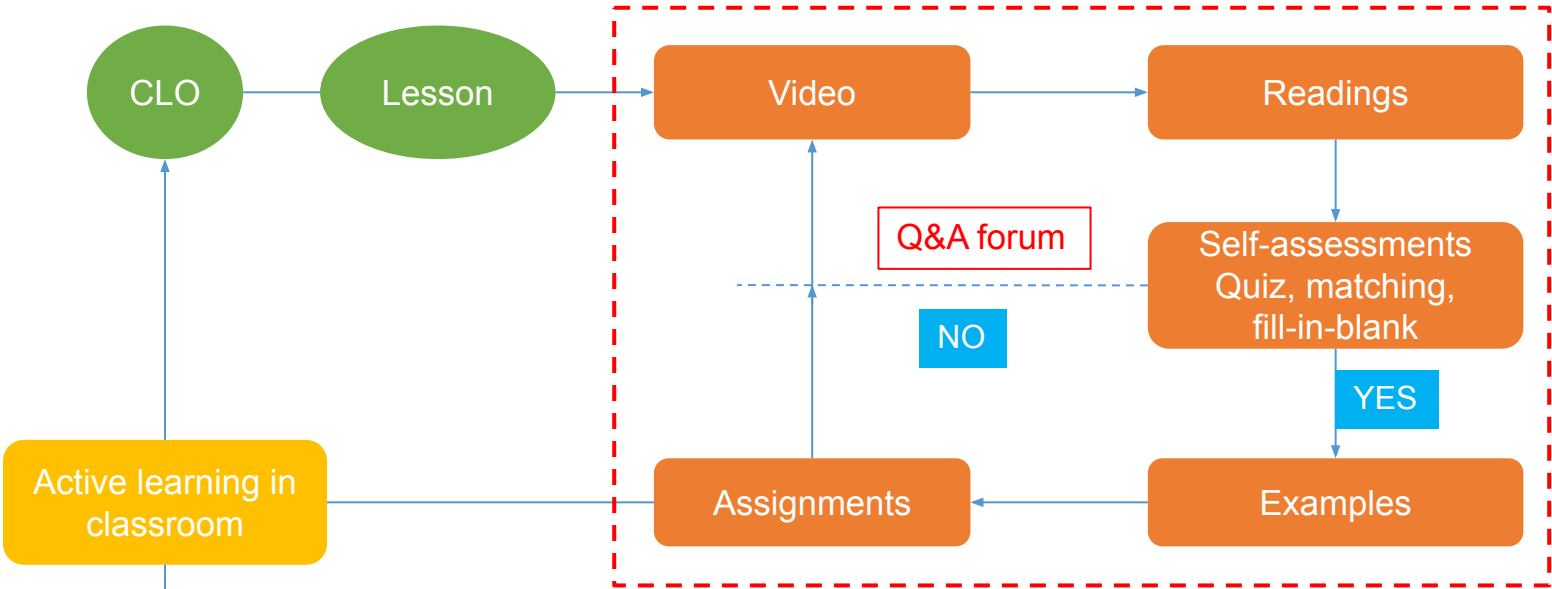 CLO
Lesson
Video
Readings
Q&A forum
Self-assessments
Quiz, matching,
fill-in-blank
NO
YES
Active learning in
classroom
Assignments
Examples